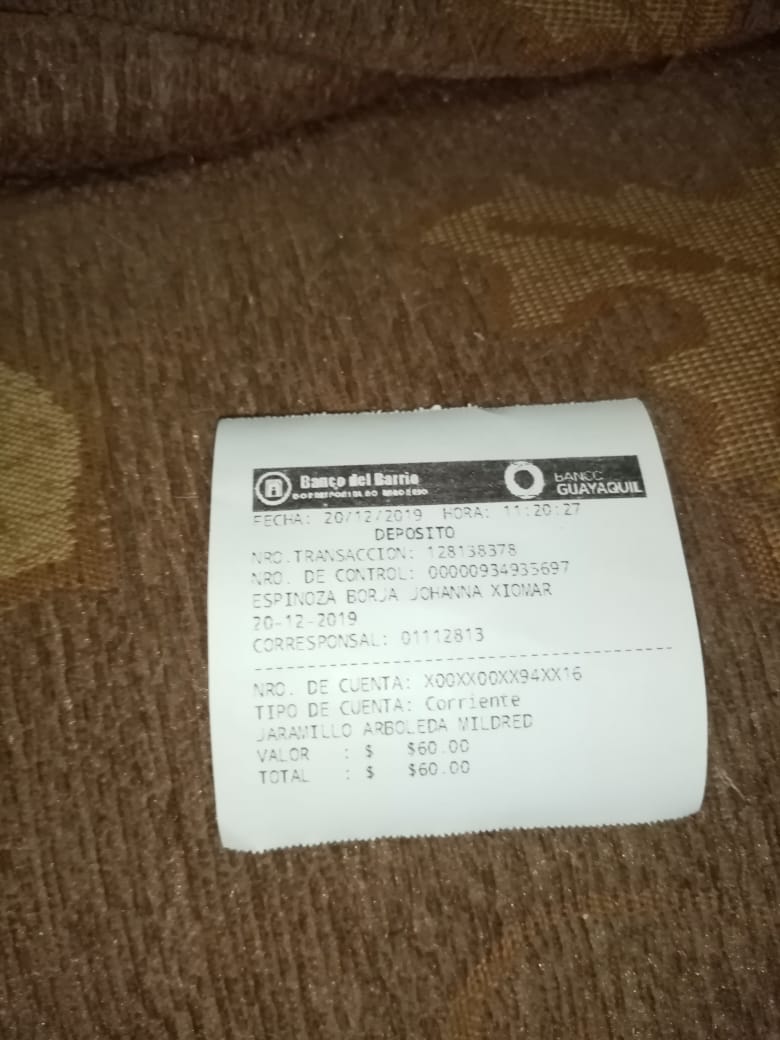 Banco del Barrio
BANCO
GUAYAQUIL
FECHA: 20/12/2019 HORA: 11:20:27
DEPOSITO
NRO.TRANSACCION: 128138378
NRO. DE CONTROL: 00000934935697
ESPINOZA BORJA JOHANNA XIOMAR
20-12-2019
CORRESPONSAL: 01112813
NRO. DE CUENTA: X00XX00XX94XX16
TIPO DE CUENTA: Corriente
JARAMILLO ARBOLEDA MILDRED
VALOR : $ $60.00
TOTAL : $ $60.00